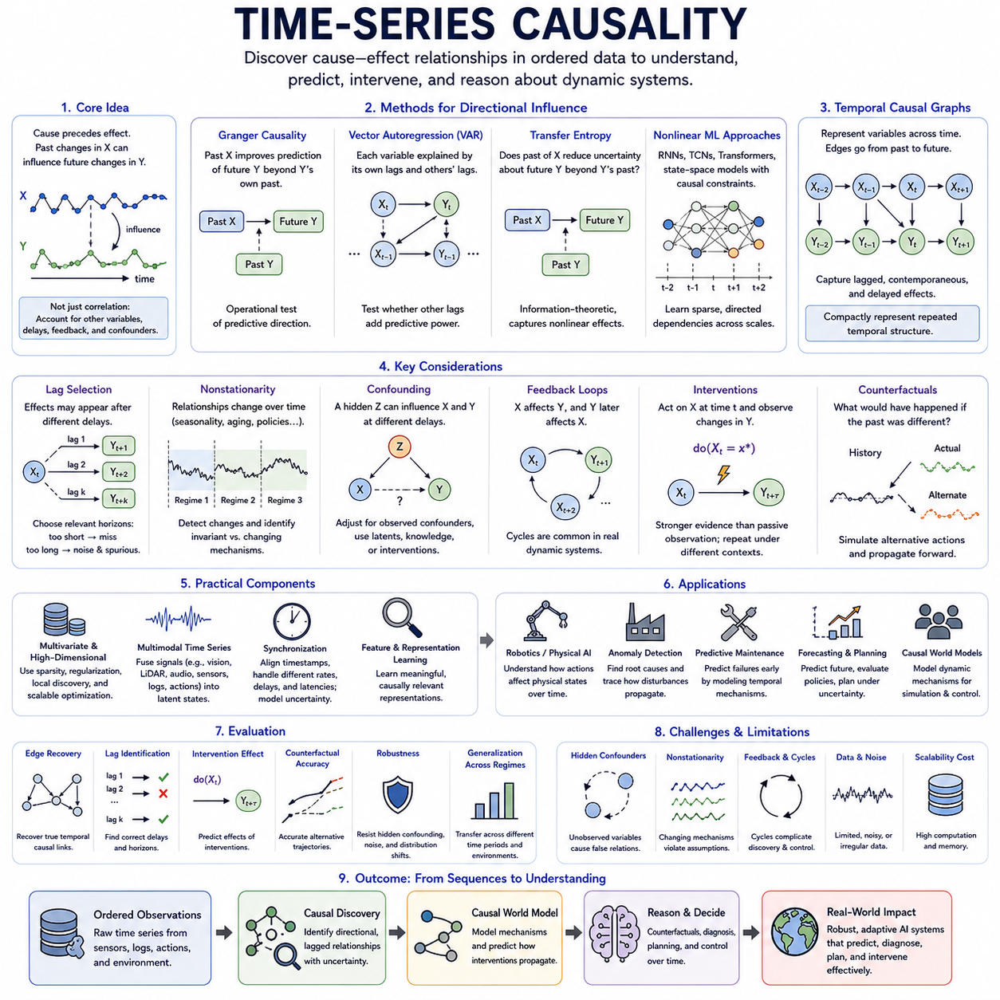 TIME-SERIES CAUSALITY
Discover cause–effect relationships in ordered data to understand,
predict, intervene, and reason about dynamic systems.
1. Core Idea
Cause precedes effect.
Past changes in X can
influence future changes in Y.
X
influence
Y
time
Not just correlation:
Account for other variables,
delays, feedback, and confounders.
2. Methods for Directional Influence
Granger Causality
Past X improves prediction
of future Y beyond Y's
own past.
Past X
Future Y
Past Y
Operational test
of predictive direction.
Vector Autoregression (VAR)
Each variable explained by
its own lags and others' lags.
Xt
Yt
...
Xt-1
Yt-1
...
Test whether other lags
add predictive power.
Transfer Entropy
Does past of X reduce uncertainty
about future Y beyond Y's past?
Past X
Future Y
Past Y
Information-theoretic,
captures nonlinear effects.
Nonlinear ML Approaches
RNNs, TCNs, Transformers,
state-space models with
causal constraints.
t-2 t-1 t t+1 t+2
Learn sparse, directed
dependencies across scales.
3. Temporal Causal Graphs
Represent variables across time.
Edges go from past to future.
Xt-2 Xt-1 Xt Xt+1
Yt-2 Yt-1 Yt Yt+1
Capture lagged, contemporaneous,
and delayed effects.
Compactly represent repeated
temporal structure.
4. Key Considerations
Lag Selection
Effects may appear after
different delays.
Xt
lag 1
Yt+1
lag 2
Yt+2
lag k
Yt+k
Choose relevant horizons:
too short → miss
too long → noise & spurious.
Nonstationarity
Relationships change over time
(seasonality, aging, policies...).
Regime 1 Regime 2 Regime 3
Detect changes and identify
invariant vs. changing
mechanisms.
Confounding
A hidden Z can influence X and Y
at different delays.
Z
X
Y
?
Adjust for observed confounders,
use latents, knowledge,
or interventions.
Feedback Loops
X affects Y, and Y later
affects X.
Xt
Yt+1
Xt+2
...
Cycles are common in real
dynamic systems.
Interventions
Act on X at time t and observe
changes in Y.
do(Xt = x*)
Xt
Yt+τ
Stronger evidence than passive
observation; repeat under
different contexts.
Counterfactuals
What would have happened if
the past was different?
History
Actual
Alternate
Simulate alternative actions
and propagate forward.
5. Practical Components
Multivariate &
High-Dimensional
Use sparsity, regularization,
local discovery, and
scalable optimization.
Multimodal Time Series
Fuse signals (e.g., vision,
LiDAR, audio, sensors,
logs, actions) into
latent states.
Synchronization
Align timestamps,
handle different rates,
delays, and latencies;
model uncertainty.
Feature & Representation
Learning
Learn meaningful,
causally relevant
representations.
6. Applications
Robotics / Physical AI
Understand how actions
affect physical states
over time.
Anomaly Detection
Find root causes and
trace how disturbances
propagate.
Predictive Maintenance
Predict failures early
by modeling temporal
mechanisms.
Forecasting & Planning
Predict future, evaluate
policies, plan under
uncertainty.
Causal World Models
Model dynamic
mechanisms for
simulation & control.
7. Evaluation
Edge Recovery
Recover true temporal
causal links.
Lag Identification
lag 1
lag 2
...
lag k
Find correct delays
and horizons.
Intervention Effect
do(Xt)
Yt+τ
Predict effects of
interventions.
Counterfactual
Accuracy
Accurate alternative
trajectories.
Robustness
Resist hidden confounding,
noise, and distribution
shifts.
Generalization
Across Regimes
Transfer across different
time periods and
environments.
8. Challenges & Limitations
Hidden Confounders
Unobserved variables
cause false relations.
Nonstationarity
Changing mechanisms
violate assumptions.
Feedback & Cycles
Cycles complicate
discovery & control.
Data & Noise
Limited, noisy, or
irregular data.
Scalability Cost
High computation
and memory.
9. Outcome: From Sequences to Understanding
Ordered Observations
Raw time series from
sensors, logs, actions,
and environment.
Causal Discovery
Identify directional,
lagged relationships
with uncertainty.
Causal World Model
Model mechanisms
and predict how
interventions propagate.
Reason & Decide
Counterfactuals, diagnosis,
planning, and control
over time.
Real-World Impact
Robust, adaptive AI systems
that predict, diagnose,
plan, and intervene
effectively.